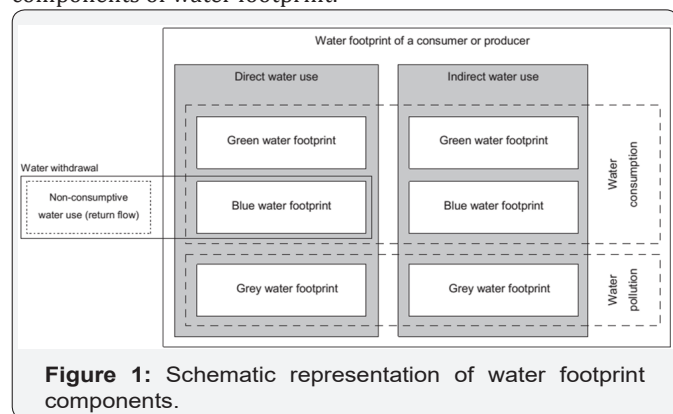 components of water footprint.
Water footprint of a consumer or producer
Direct water use
Indirect water use
Green water footprint
Green water footprint
Water consumption
Water withdrawal
Non-consumptive
water use (return flow)
Blue water footprint
Blue water footprint
Grey water footprint
Grey water footprint
Water pollution
Figure 1: Schematic representation of water footprint
components.